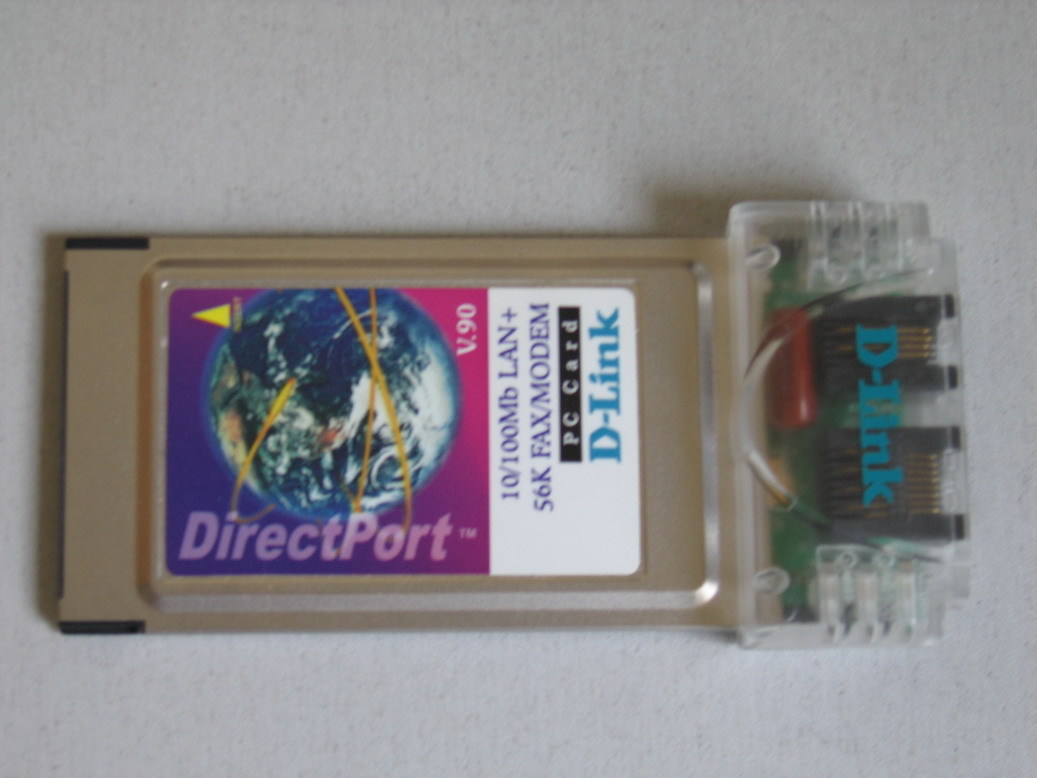 DirectPort™
V.90
10/100Mb LAN+
56K FAX/MODEM
PC Card
D-Link
D-Link